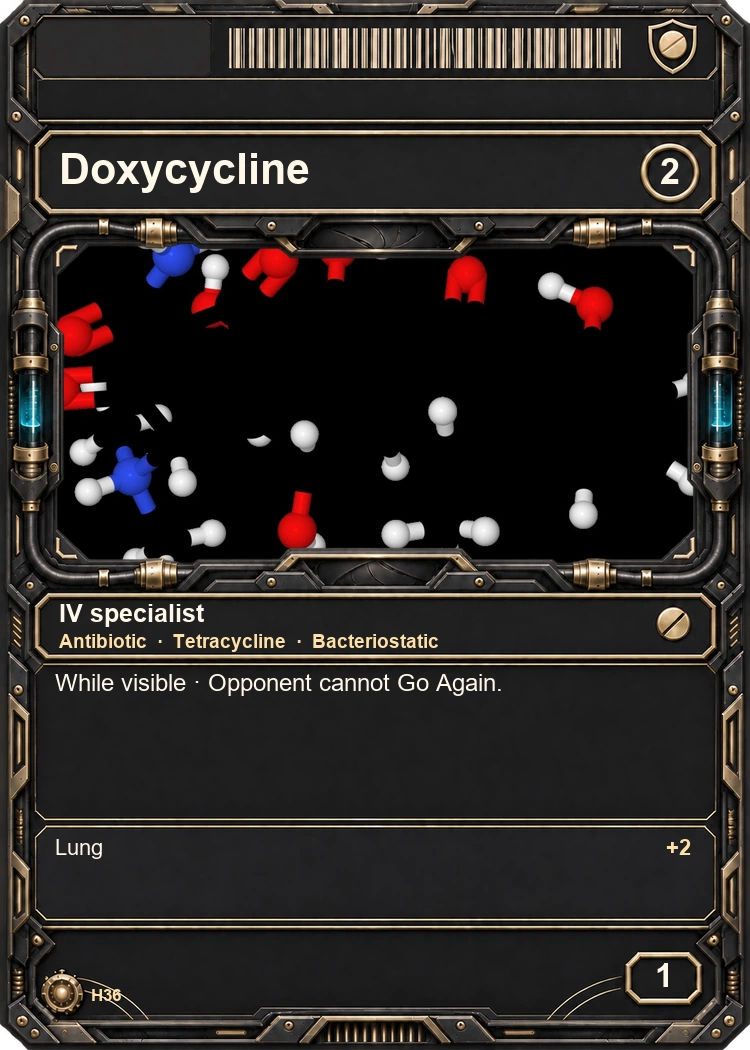 Doxycycline
2
IV specialist
Antibiotic · Tetracycline · Bacteriostatic
While visible · Opponent cannot Go Again.
Lung +2
H36
1